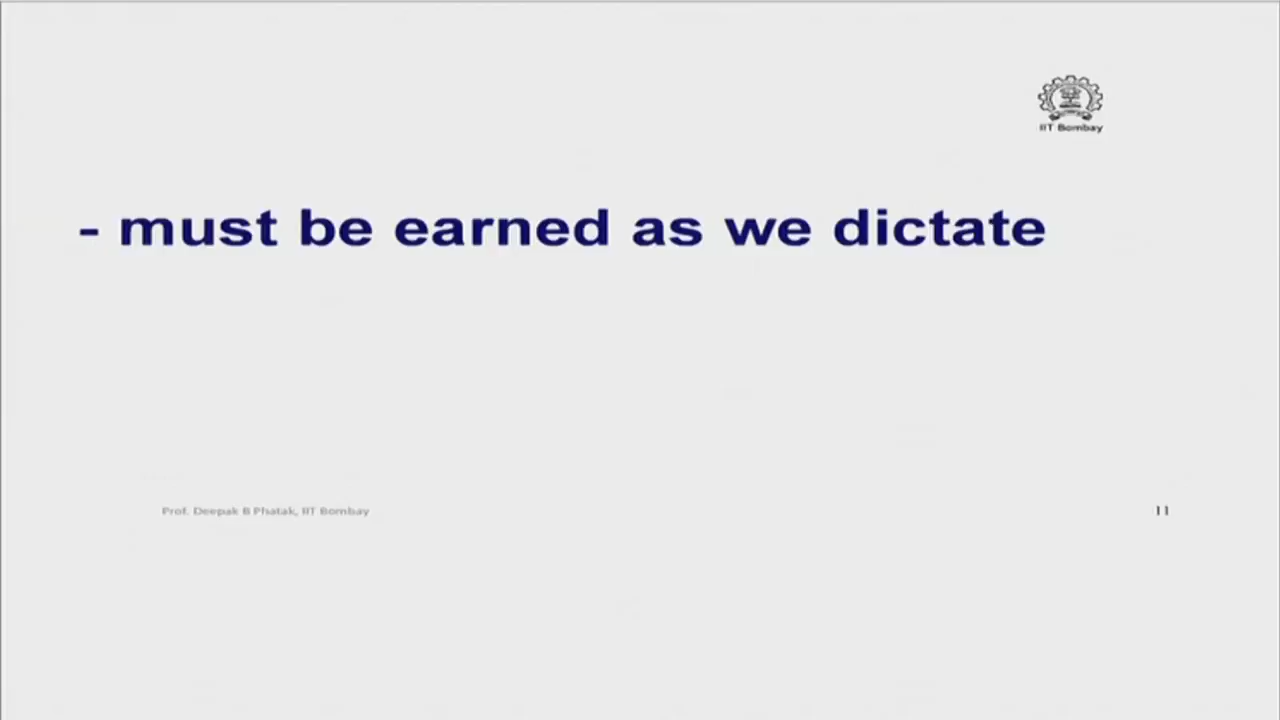 IIT Bombay
- must be earned as we dictate
Prof. Deepak B Phatak, IIT Bombay
11